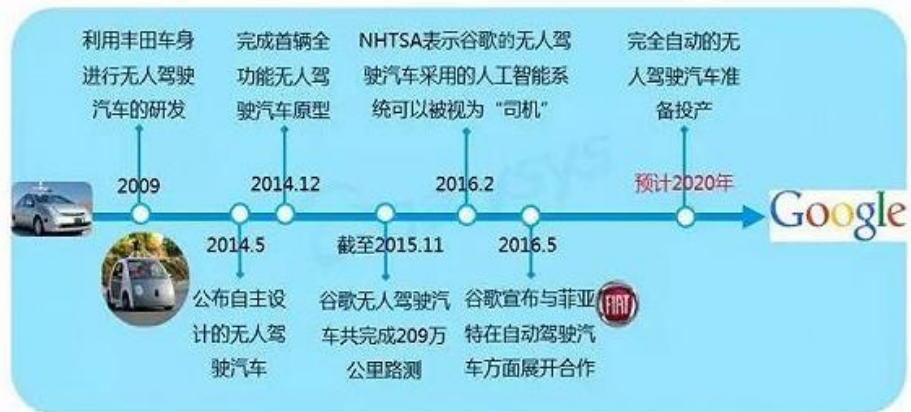 利用丰田车身
进行无人驾驶
汽车的研发
完成首辆全
功能无人驾
驶汽车原型
NHTSA表示谷歌的无人驾
驶汽车采用的人工智能系
统可以被视为“司机”
完全自动的无
人驾驶汽车准
备投产
2009
2014.12
2016.2
预计2020年
Google
2014.5
截至2015.11
2016.5
公布自主设
计的无人驾
驶汽车
谷歌无人驾驶汽
车共完成209万
公里路测
谷歌宣布与菲亚
特在自动驾驶汽
车方面展开合作
FIAT